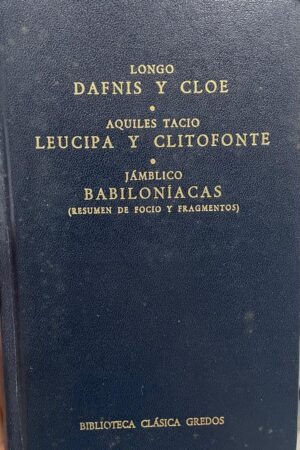 LONGO
DAFNIS Y CLOE
•
AQUILES TACIO
LEUCIPA Y CLITOFONTE
•
JÁMBLICO
BABILONÍACAS
(RESUMEN DE FOCIO Y FRAGMENTOS)
BIBLIOTECA CLÁSICA GREDOS